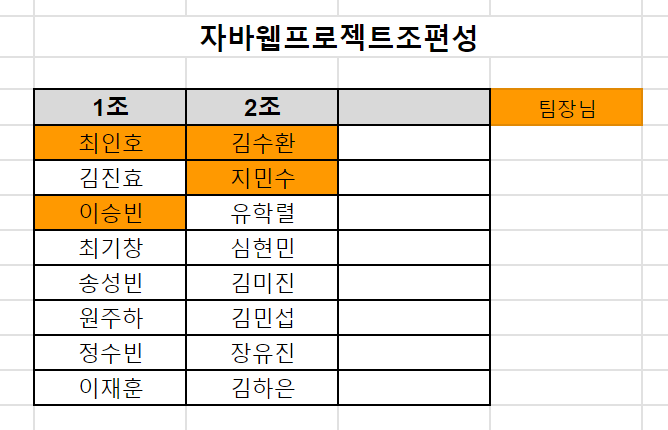 자바웹프로젝트조편성
1조 2조 팀장님
최인호 김수환
김진효 지민수
이승빈 유학렬
최기창 심현민
송성빈 김미진
원주하 김민섭
정수빈 장유진
이재훈 김하은